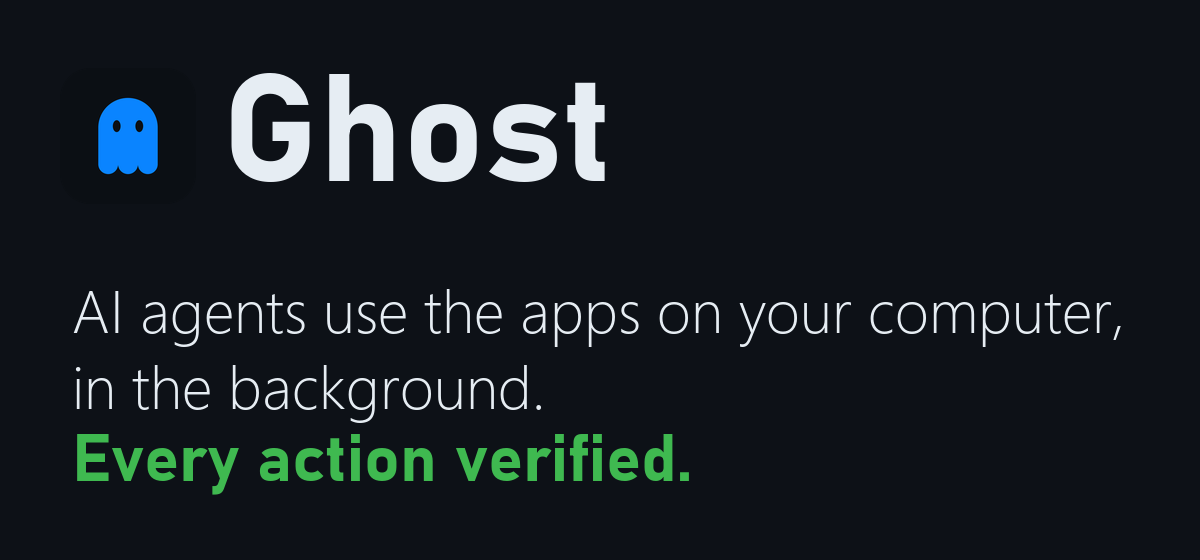 Ghost
AI agents use the apps on your computer,
in the background.
Every action verified.